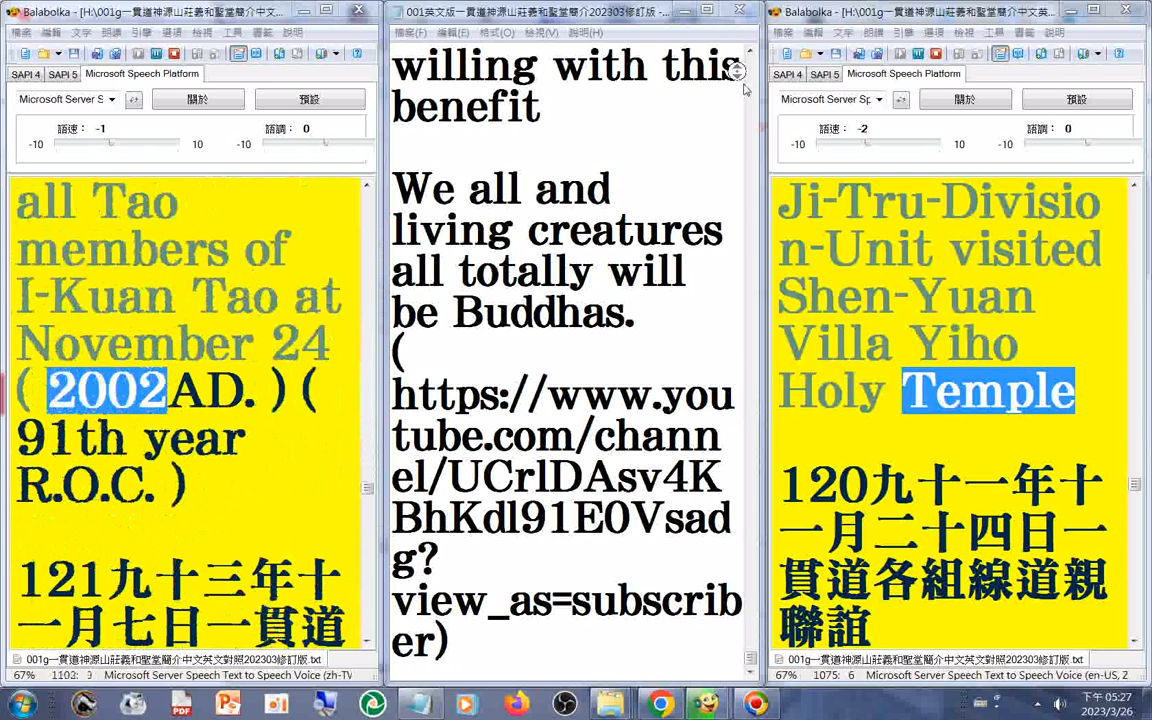 Balabolka - [H:\001g一貫道神源山莊義和聖堂簡介中文...
檔案 編輯 文字 朗讀 引擎 選項 檢視 工具 書籤 說明
SAPI 4 SAPI 5 Microsoft Speech Platform
Microsoft Server S 關於 預設
語速： -1 語調： 0
-10 10 -10
all Tao
members of
I-Kuan Tao at
November 24
( 2002AD. ) (
91th year
R.O.C. )
121九十三年十
一月七日一貫道
001g一貫道神源山莊義和聖堂簡介中文英文對照202303修訂版.txt
67% 1102: 9 Microsoft Server Speech Text to Speech Voice (zh-TV
001英文版一貫道神源山莊義和聖堂簡介202303修訂版 -
檔案(F) 編輯(E) 格式(O) 檢視(V) 說明(H)
willing with this
benefit
We all and
living creatures
all totally will
be Buddhas.
(
https://www.you
tube.com/chann
el/UCrlDAsv4K
BhKdl91E0Vsad
g?
view_as=subscrib
er)
Balabolka - [H:\001g一貫道神源山莊義和聖堂簡介中文英...
檔案 編輯 文字 朗讀 引擎 選項 檢視 工具 書籤 說明
SAPI 4 SAPI 5 Microsoft Speech Platform
Microsoft Server Sp 關於 預設
語速： -2 語調： 0
-10 10 -10
Ji-Tru-Divisio
n-Unit visited
Shen-Yuan
Villa Yiho
Holy Temple
120九十一年十
一月二十四日一
貫道各組線道親
聯誼
001g一貫道神源山莊義和聖堂簡介中文英文對照202303修訂版.txt
67% 1075: 6 Microsoft Server Speech Text to Speech Voice (en-US, Z
下午 05:27
2023/3/26